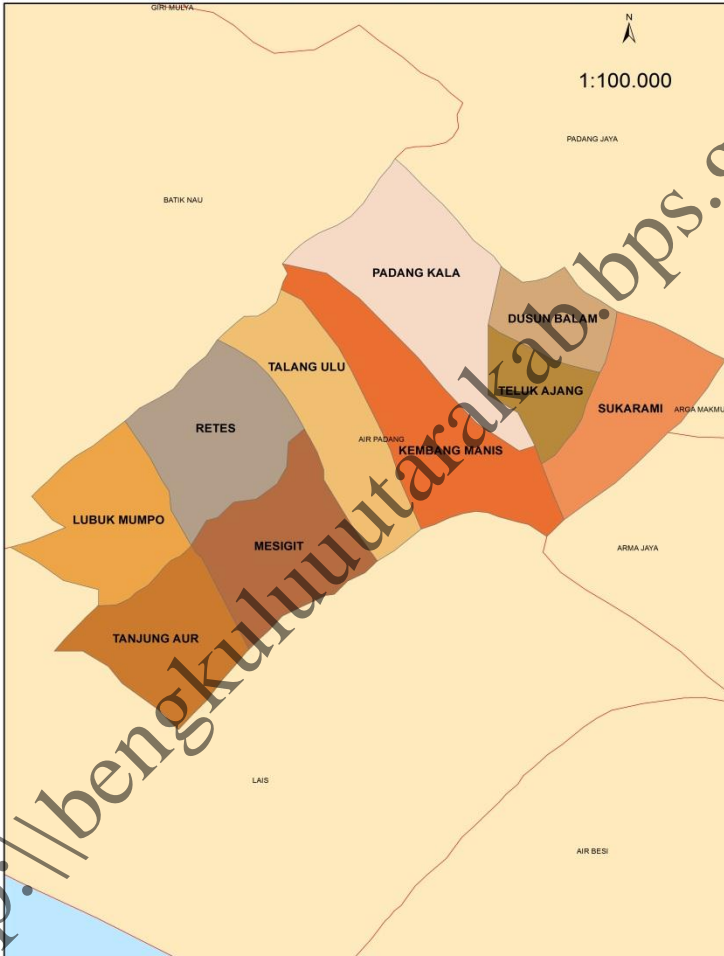 GIRI MULYA
N
1:100.000
PADANG JAYA
BATIK NAU
PADANG KALA
DUSUN BALAM
TALANG ULU
TELUK AJANG
SUKARAMI
ARGA MAKMU
RETES
AIR PADANG
KEMBANG MANIS
LUBUK MUMPO
MESIGIT
ARMA JAYA
TANJUNG AUR
LAIS
AIR BESI
p:\\bengkuluuutarakab.bps.g